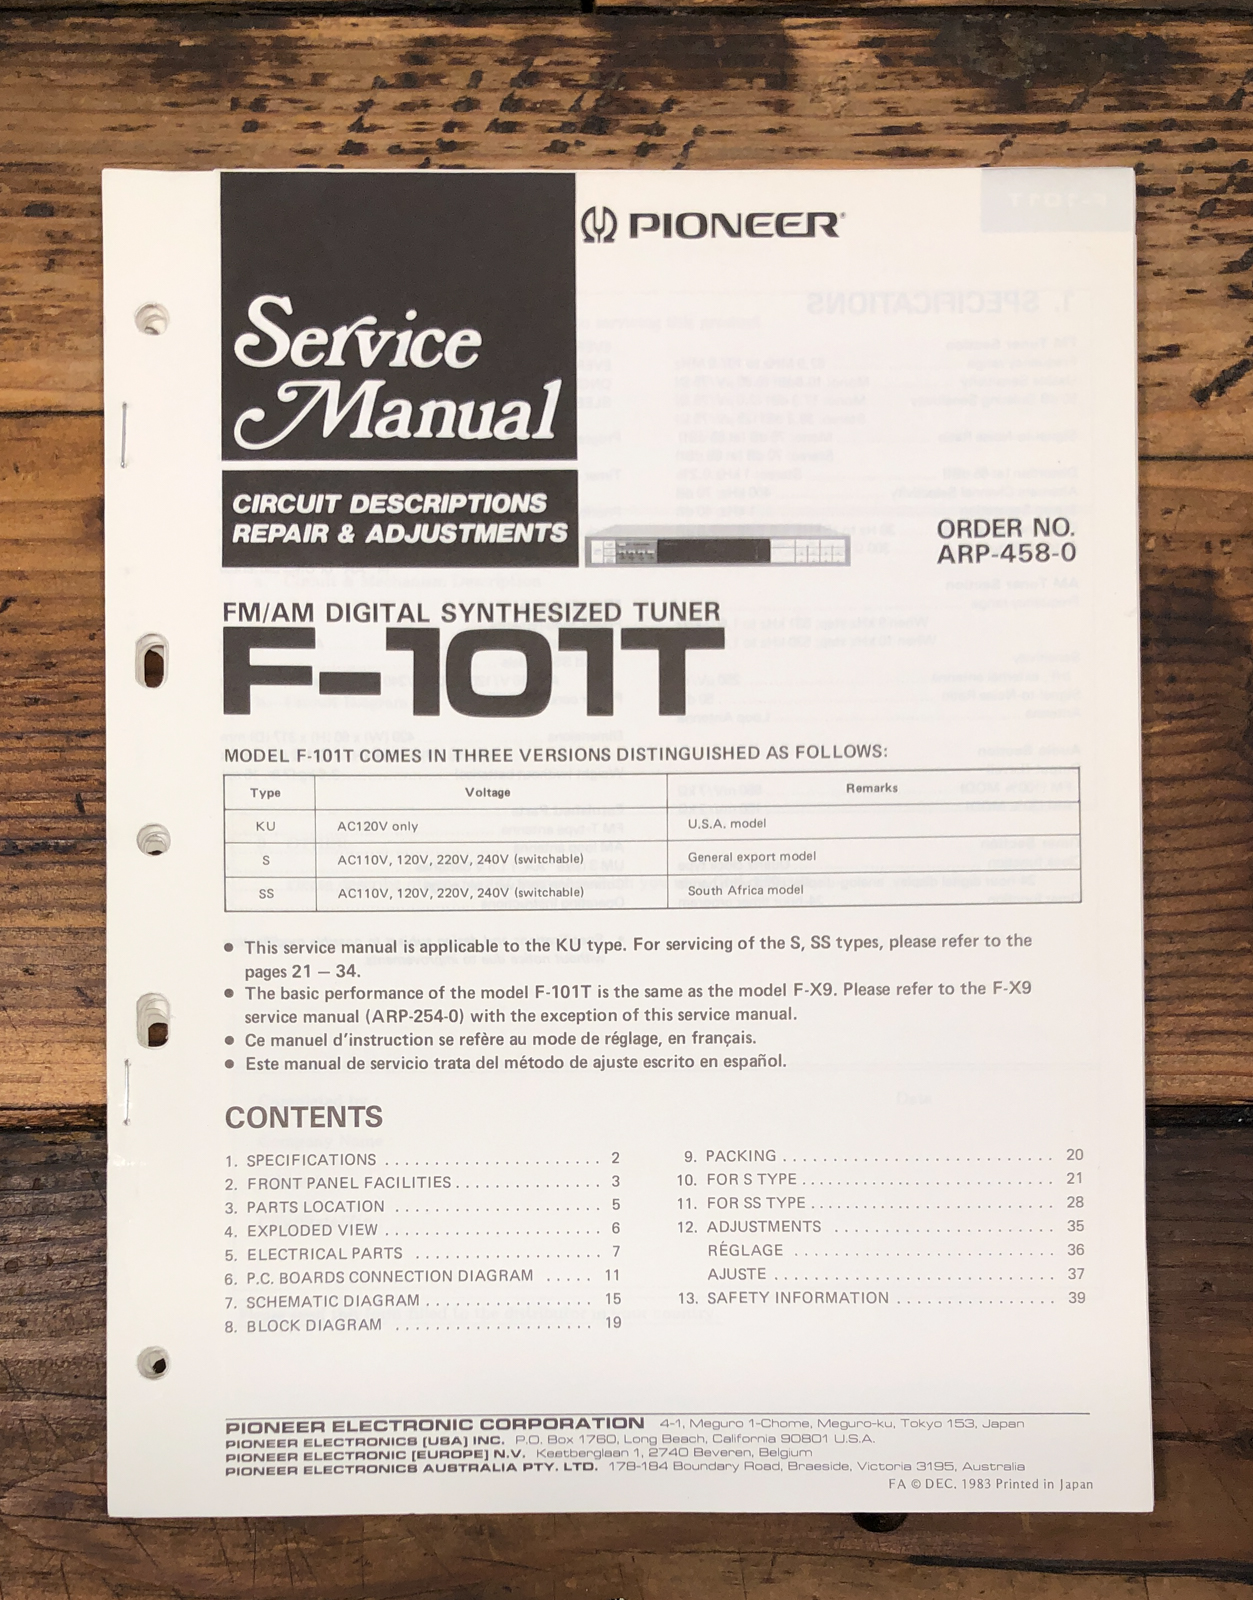 PIONEER
Service
Manual
CIRCUIT DESCRIPTIONS
REPAIR & ADJUSTMENTS
ORDER NO.
ARP-458-0
FM/AM DIGITAL SYNTHESIZED TUNER
F-101T
MODEL F-101T COMES IN THREE VERSIONS DISTINGUISHED AS FOLLOWS:
Type Voltage Remarks
KU AC120V only U.S.A. model
S AC110V, 120V, 220V, 240V (switchable) General export model
SS AC110V, 120V, 220V, 240V (switchable) South Africa model
● This service manual is applicable to the KU type. For servicing of the S, SS types, please refer to the
pages 21 – 34.
● The basic performance of the model F-101T is the same as the model F-X9. Please refer to the F-X9
service manual (ARP-254-0) with the exception of this service manual.
● Ce manuel d'instruction se refère au mode de réglage, en français.
● Este manual de servicio trata del método de ajuste escrito en español.
CONTENTS
1. SPECIFICATIONS ...................... 2
2. FRONT PANEL FACILITIES ............... 3
3. PARTS LOCATION ..................... 5
4. EXPLODED VIEW ...................... 6
5. ELECTRICAL PARTS ................... 7
6. P.C. BOARDS CONNECTION DIAGRAM ..... 11
7. SCHEMATIC DIAGRAM ................. 15
8. BLOCK DIAGRAM .................... 19
9. PACKING ........................... 20
10. FOR S TYPE ......................... 21
11. FOR SS TYPE ........................ 28
12. ADJUSTMENTS ...................... 35
RÉGLAGE .......................... 36
AJUSTE ............................ 37
13. SAFETY INFORMATION ................ 39
PIONEER ELECTRONIC CORPORATION 4-1, Meguro 1-Chome, Meguro-ku, Tokyo 153, Japan
PIONEER ELECTRONICS [USA] INC. P.O. Box 1760, Long Beach, California 90801 U.S.A.
PIONEER ELECTRONIC [EUROPE] N.V. Keetberglaan 1, 2740 Beveren, Belgium
PIONEER ELECTRONICS AUSTRALIA PTY. LTD. 178-184 Boundary Road, Braeside, Victoria 3195, Australia
FA © DEC. 1983 Printed in Japan